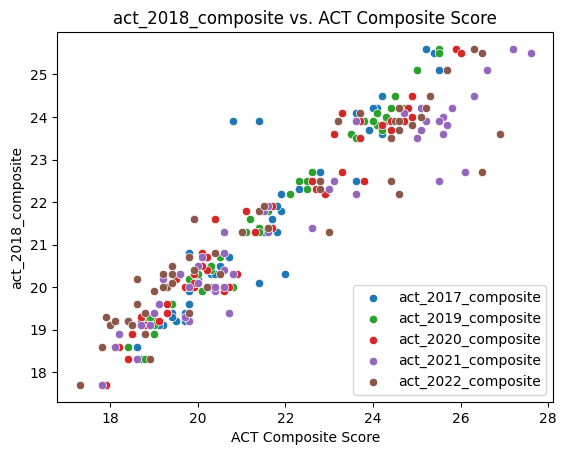 act_2018_composite vs. ACT Composite Score
act_2018_composite
25
24
23
22
21
20
19
18
act_2017_composite
act_2019_composite
act_2020_composite
act_2021_composite
act_2022_composite
18 20 22 24 26 28
ACT Composite Score